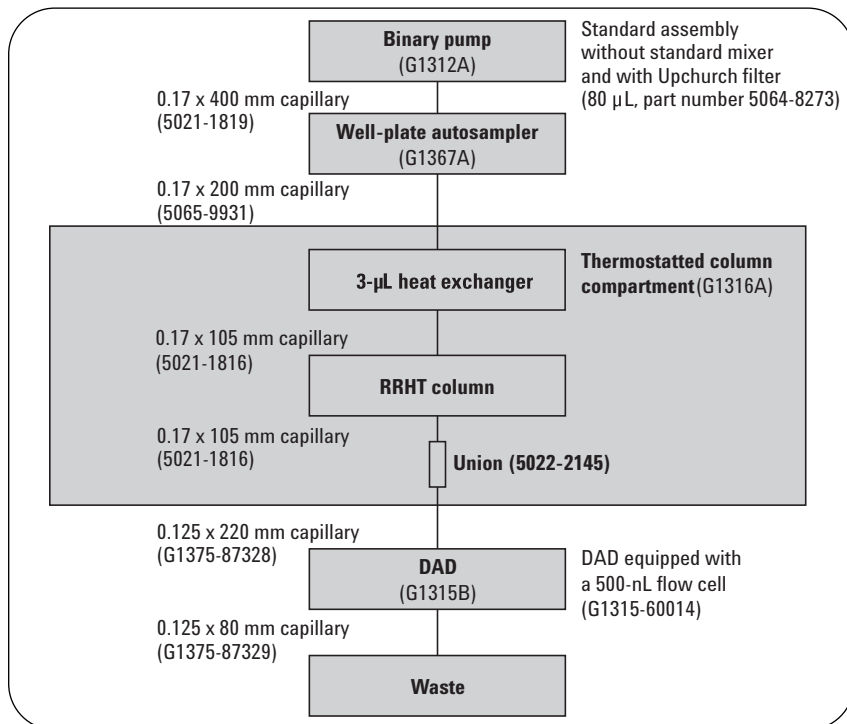 Binary pump
(G1312A)
Standard assembly
without standard mixer
and with Upchurch filter
(80 µL, part number 5064-8273)
0.17 x 400 mm capillary
(5021-1819)
Well-plate autosampler
(G1367A)
0.17 x 200 mm capillary
(5065-9931)
3-µL heat exchanger
Thermostatted column
compartment (G1316A)
0.17 x 105 mm capillary
(5021-1816)
RRHT column
0.17 x 105 mm capillary
(5021-1816)
Union (5022-2145)
0.125 x 220 mm capillary
(G1375-87328)
DAD
(G1315B)
DAD equipped with
a 500-nL flow cell
(G1315-60014)
0.125 x 80 mm capillary
(G1375-87329)
Waste